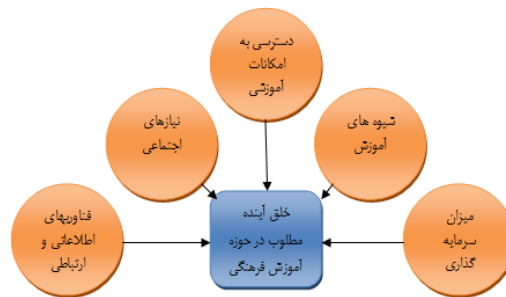 دسترسی به
امکانات
آموزشی
شیوه های
آموزش
نیازهای
اجتماعی
میزان
سرمایه
گذاری
خلق آینده
مطلوب در حوزه
آموزش فرهنگی
فناوریهای
اطلاعاتی و
ارتباطی